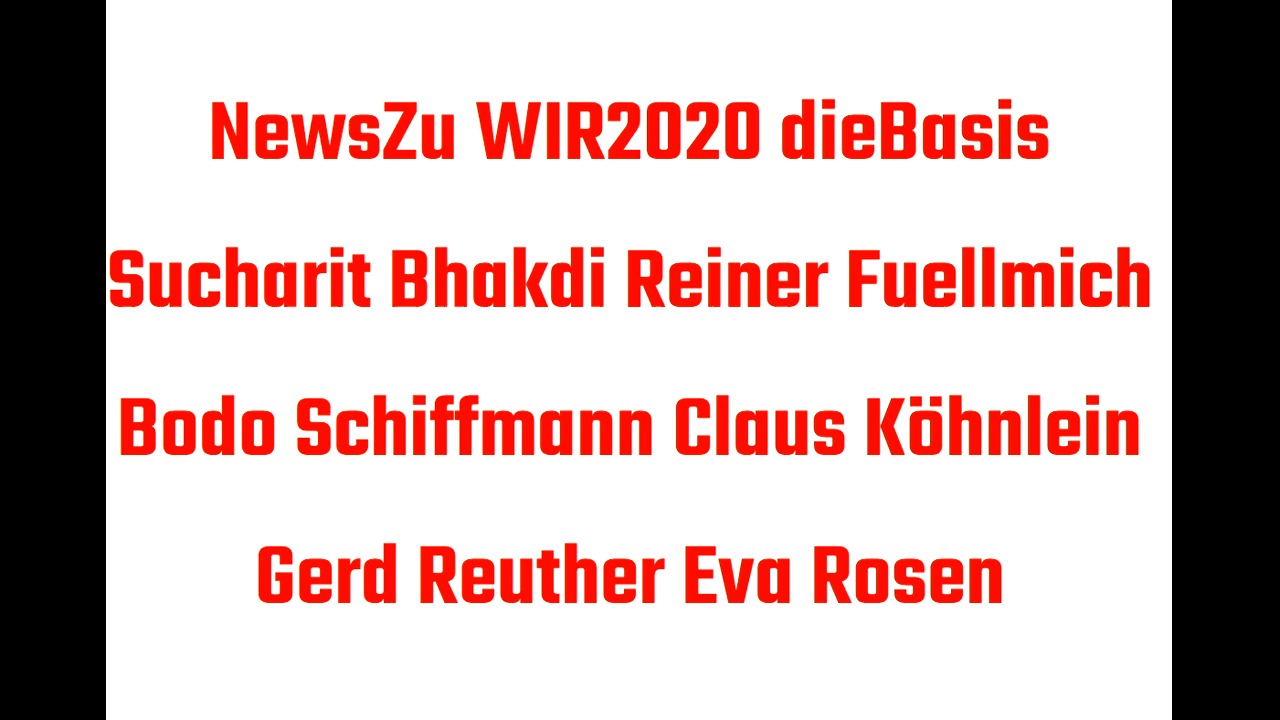 NewsZu WIR2020 dieBasis
Sucharit Bhakdi Reiner Fuellmich
Bodo Schiffmann Claus Köhnlein
Gerd Reuther Eva Rosen